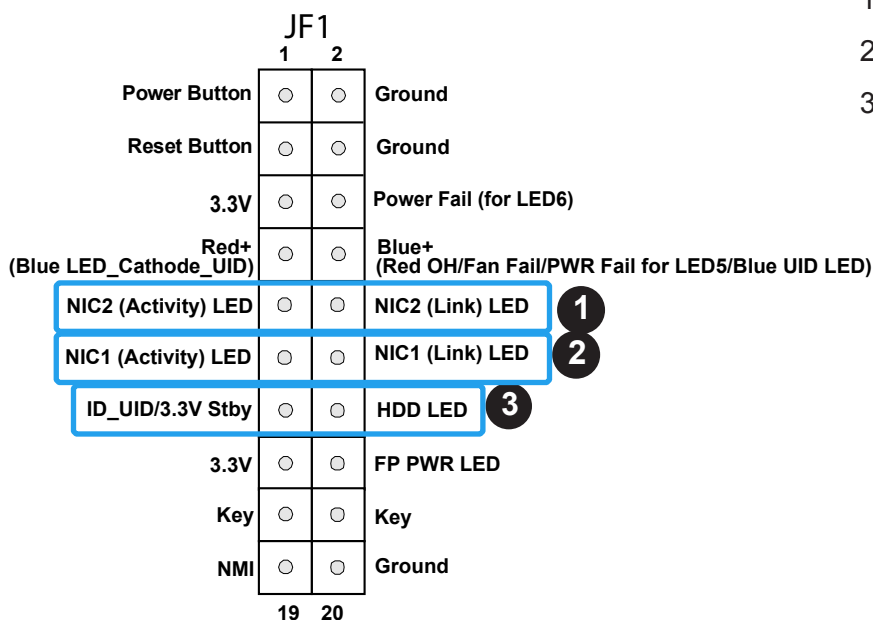 JF1
1 2
Power Button Ground
Reset Button Ground
3.3V Power Fail (for LED6)
Red+ Blue+
(Blue LED_Cathode_UID) (Red OH/Fan Fail/PWR Fail for LED5/Blue UID LED)
NIC2 (Activity) LED NIC2 (Link) LED 1
NIC1 (Activity) LED NIC1 (Link) LED 2
ID_UID/3.3V Stby HDD LED 3
3.3V FP PWR LED
Key Key
NMI Ground
19 20
1
2
3